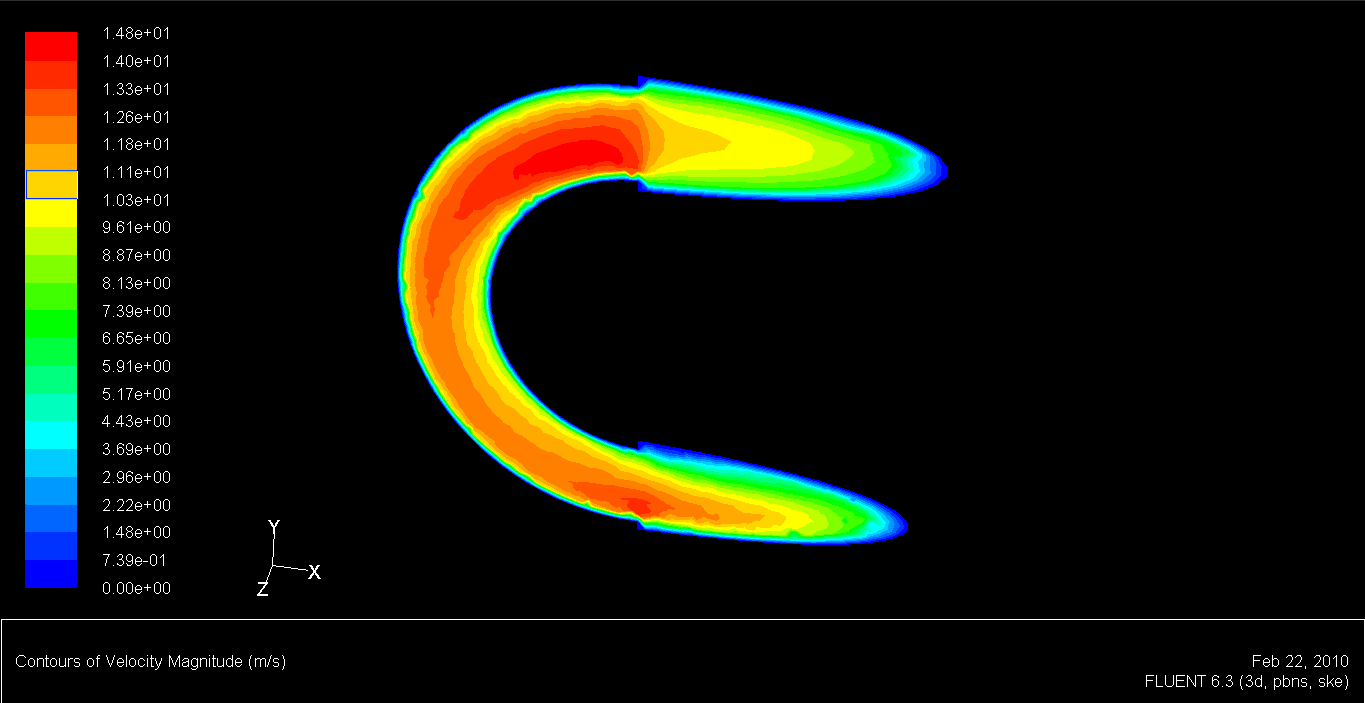 1.48e+01
1.40e+01
1.33e+01
1.26e+01
1.18e+01
1.11e+01
1.03e+01
9.61e+00
8.87e+00
8.13e+00
7.39e+00
6.65e+00
5.91e+00
5.17e+00
4.43e+00
3.69e+00
2.96e+00
2.22e+00
1.48e+00
7.39e-01
0.00e+00
Y
X
Z
Contours of Velocity Magnitude (m/s)
Feb 22, 2010
FLUENT 6.3 (3d, pbns, ske)